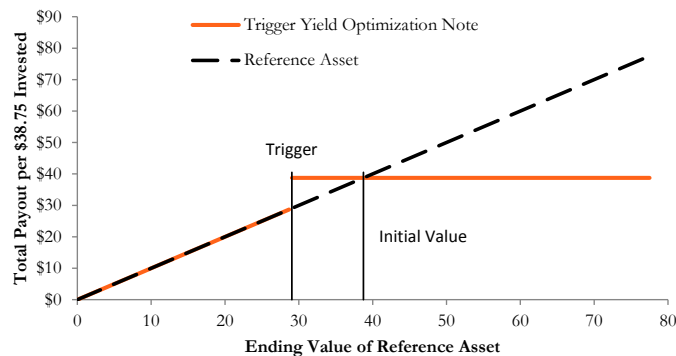 $90
$80
$70
$60
$50
$40
$30
$20
$10
$0
Total Payout per $38.75 Invested
Trigger Yield Optimization Note
Reference Asset
Trigger
Initial Value
0 10 20 30 40 50 60 70 80
Ending Value of Reference Asset